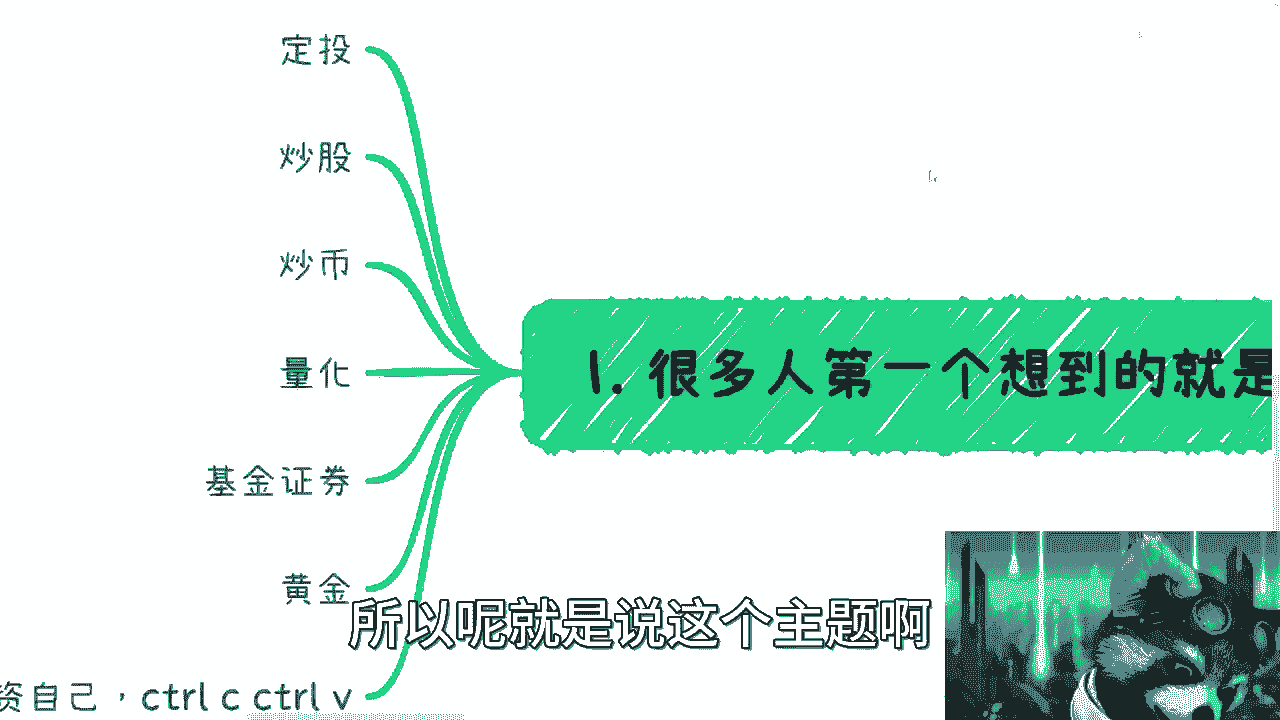 定投
炒股
炒币
量化
1. 很多人第一个想到的就是
基金证券
黄金
所以呢就是说这个主题啊
资自己，ctrl c ctrl v